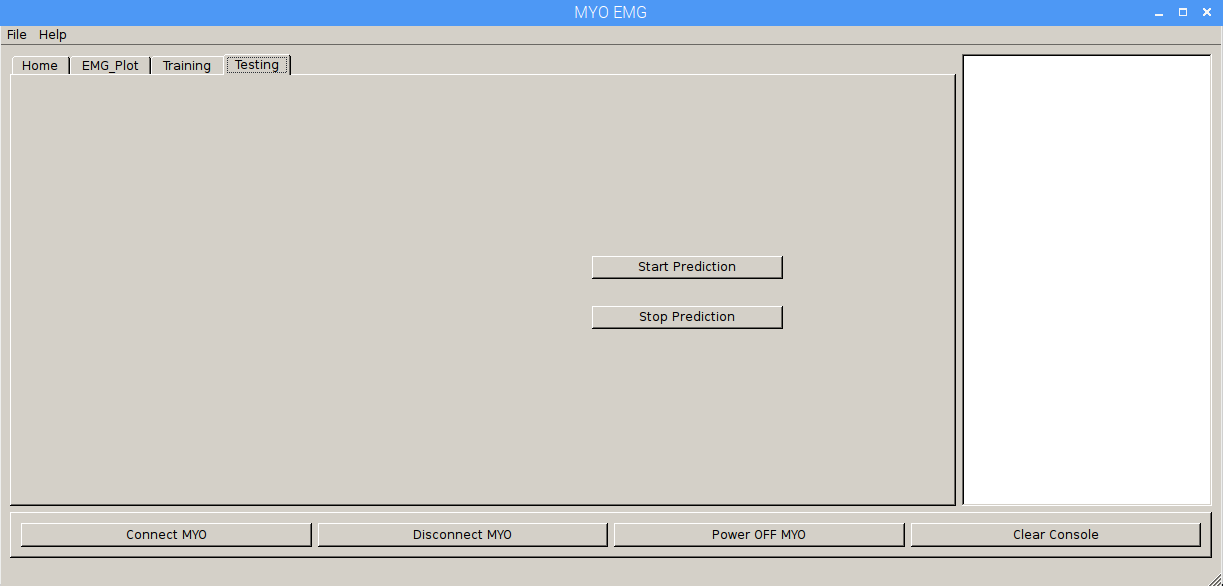 MYO EMG
File Help
Home EMG_Plot Training Testing
Start Prediction
Stop Prediction
Connect MYO Disconnect MYO Power OFF MYO Clear Console